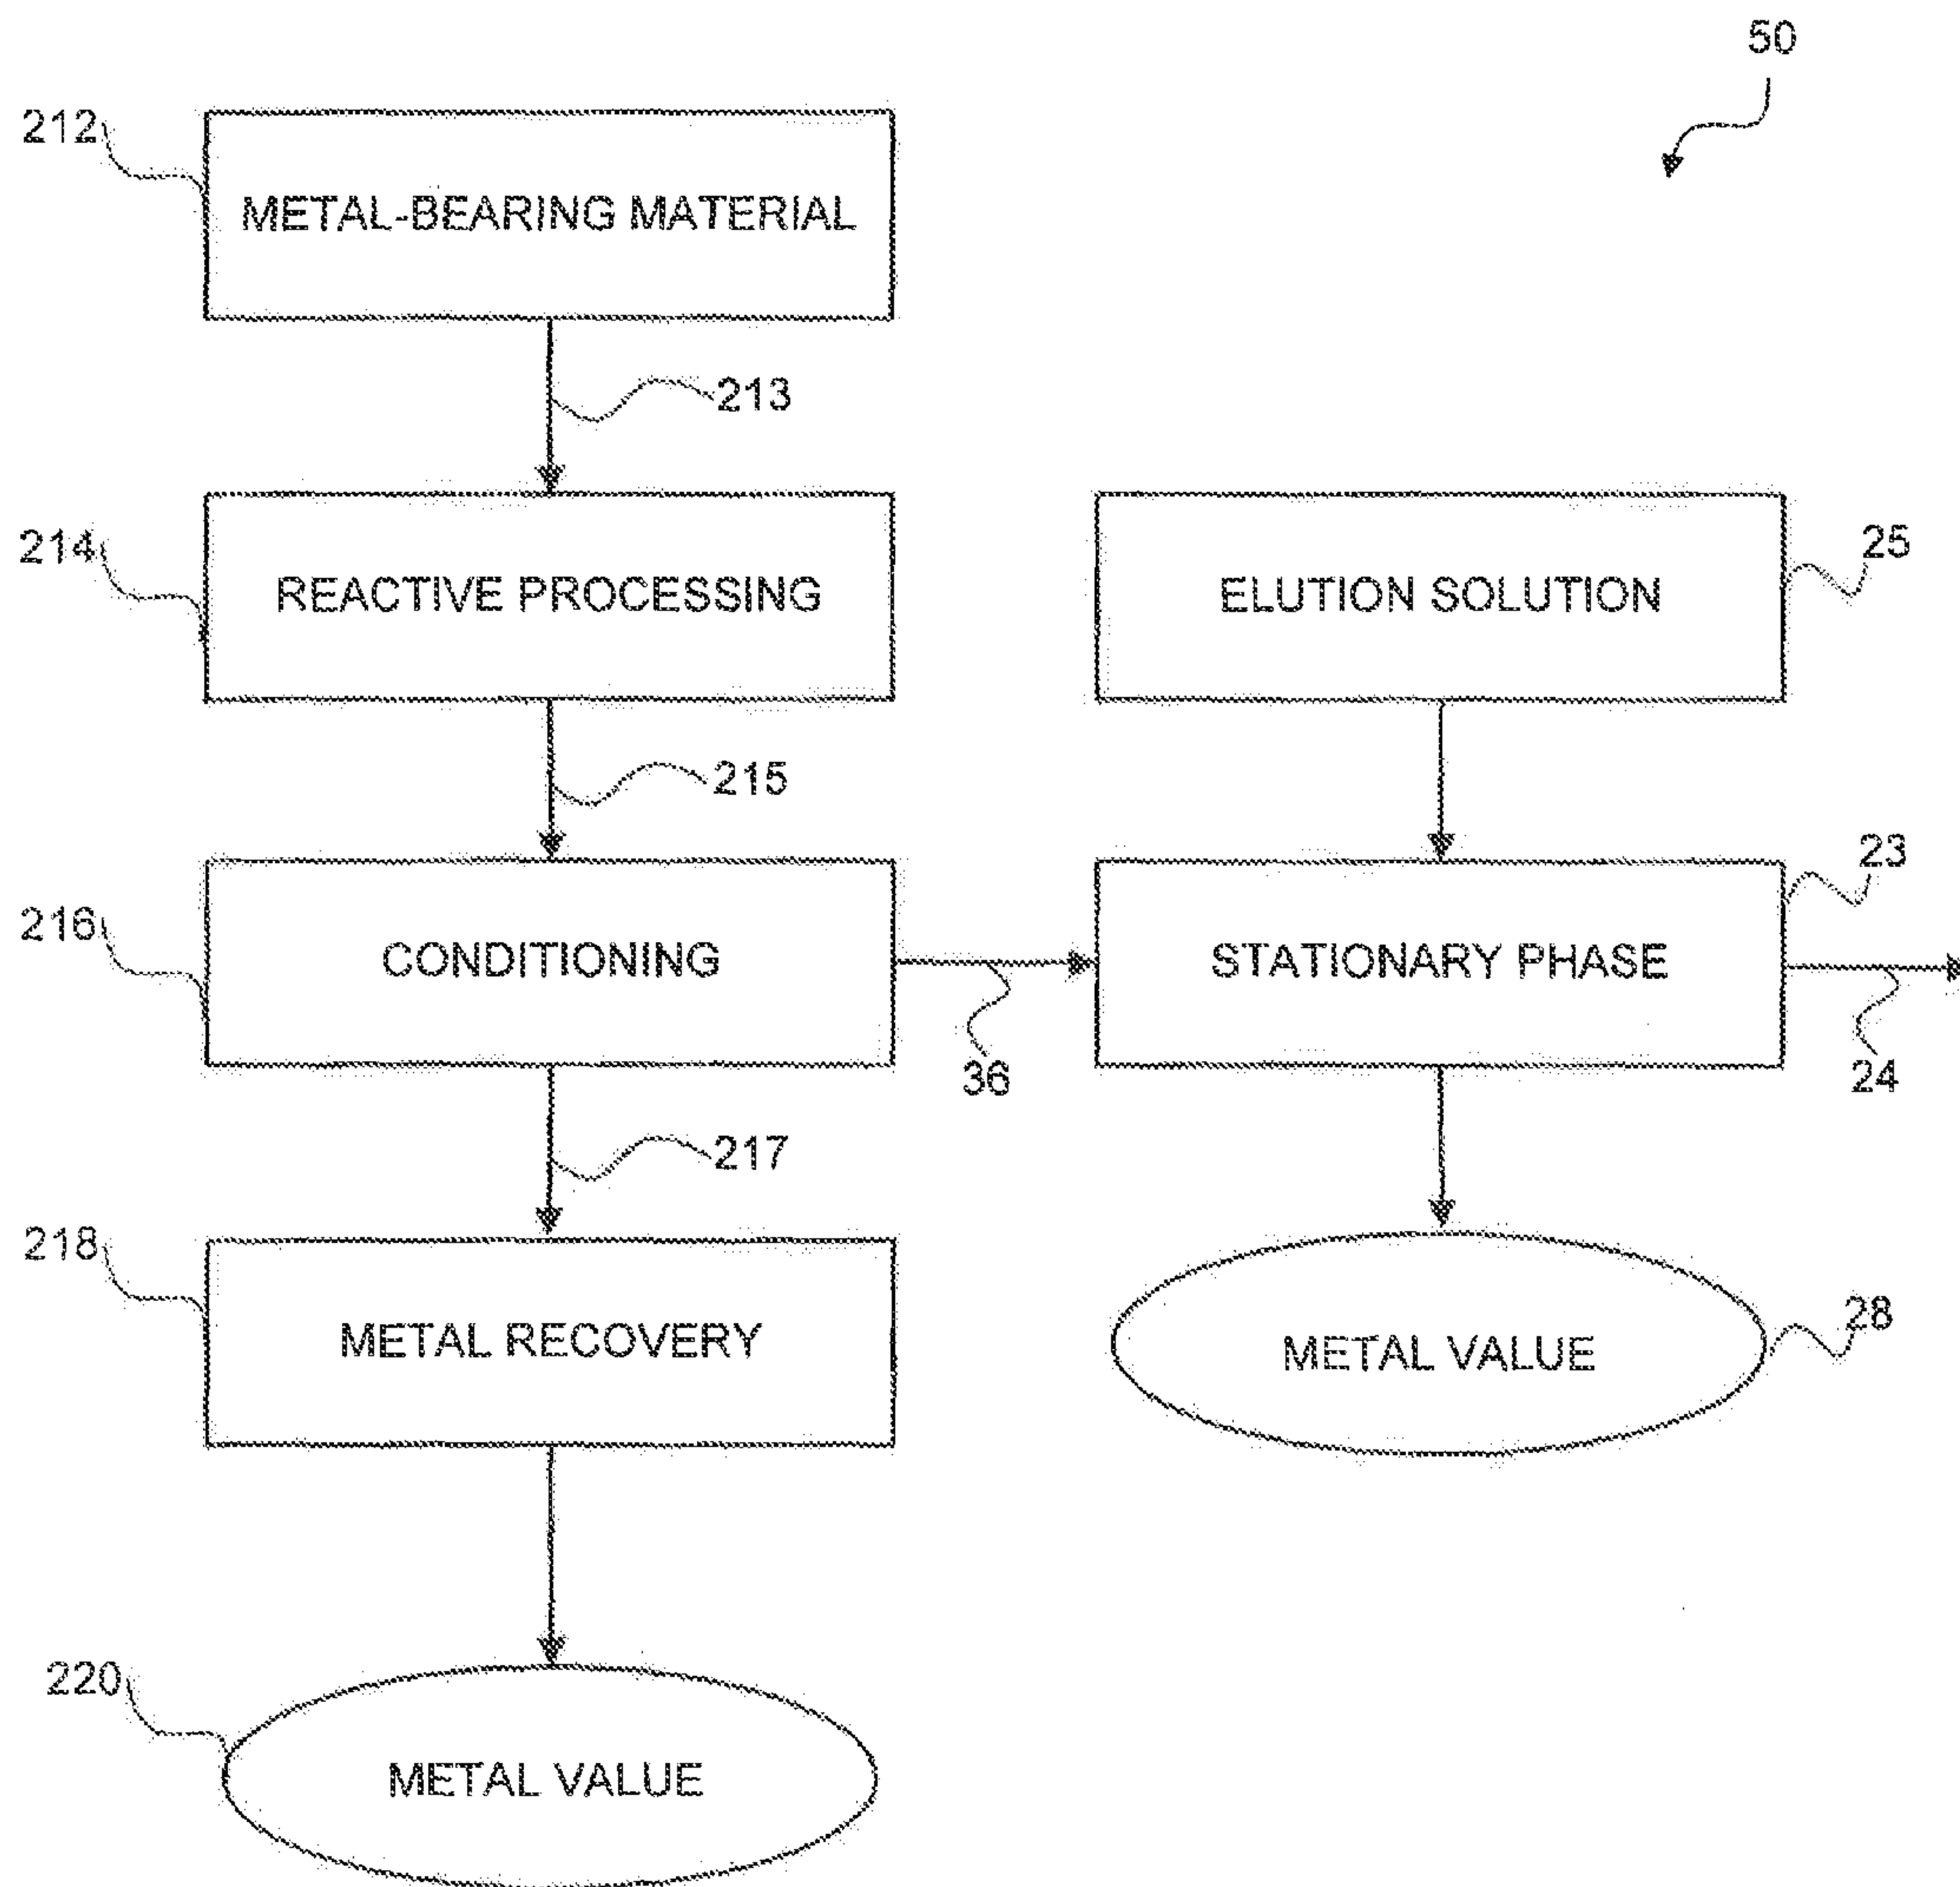 50
212
METAL-BEARING MATERIAL
213
214
REACTIVE PROCESSING
ELUTION SOLUTION
25
215
23
216
CONDITIONING
STATIONARY PHASE
36
24
217
218
METAL RECOVERY
28
METAL VALUE
220
METAL VALUE